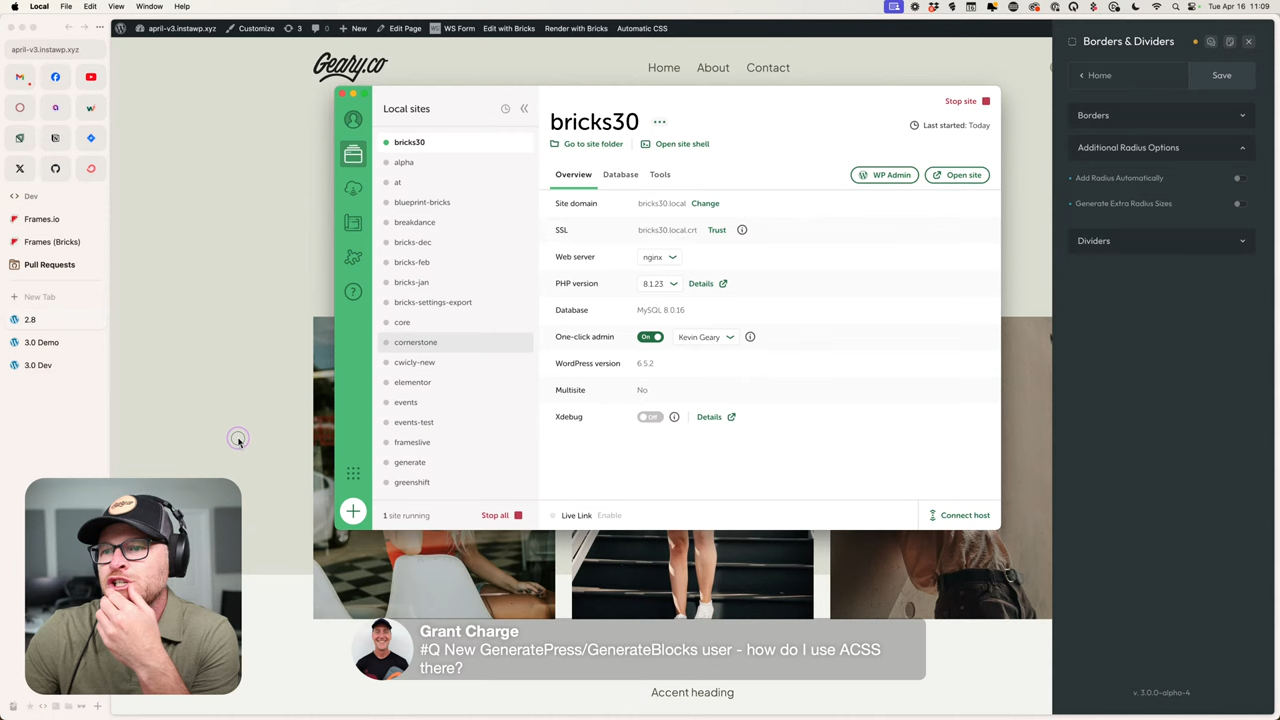 Local File Edit View Window Help
Tue Apr 16 11:09
april-v3.instawp.xyz
Dev
Frames.io
Frames (Bricks)
Pull Requests
New Tab
2.8
3.0 Demo
3.0 Dev
april-v3.instawp.xyz Customize 3 0 New Edit Page WS Form Edit with Bricks Render with Bricks Automatic CSS
Geary.co
Home About Contact
Local sites
bricks30
alpha
at
blueprint-bricks
breakdance
bricks-dec
bricks-feb
bricks-jan
bricks-settings-export
core
cornerstone
cwicly-new
elementor
events
events-test
frameslive
generate
greenshift
1 site running Stop all
Stop site
bricks30
Last started: Today
Go to site folder Open site shell
Overview Database Tools
WP Admin Open site
Site domain bricks30.local Change
SSL bricks30.local.crt Trust
Web server nginx
PHP version 8.1.23 Details
Database MySQL 8.0.16
One-click admin On Kevin Geary
WordPress version 6.5.2
Multisite No
Xdebug Off Details
Live Link Enable
Connect host
Borders & Dividers
Home Save
Borders
Additional Radius Options
Add Radius Automatically
Generate Extra Radius Sizes
Dividers
v. 3.0.0-alpha-4
Grant Charge
#Q New GeneratePress/GenerateBlocks user - how do I use ACSS
there?
Accent heading